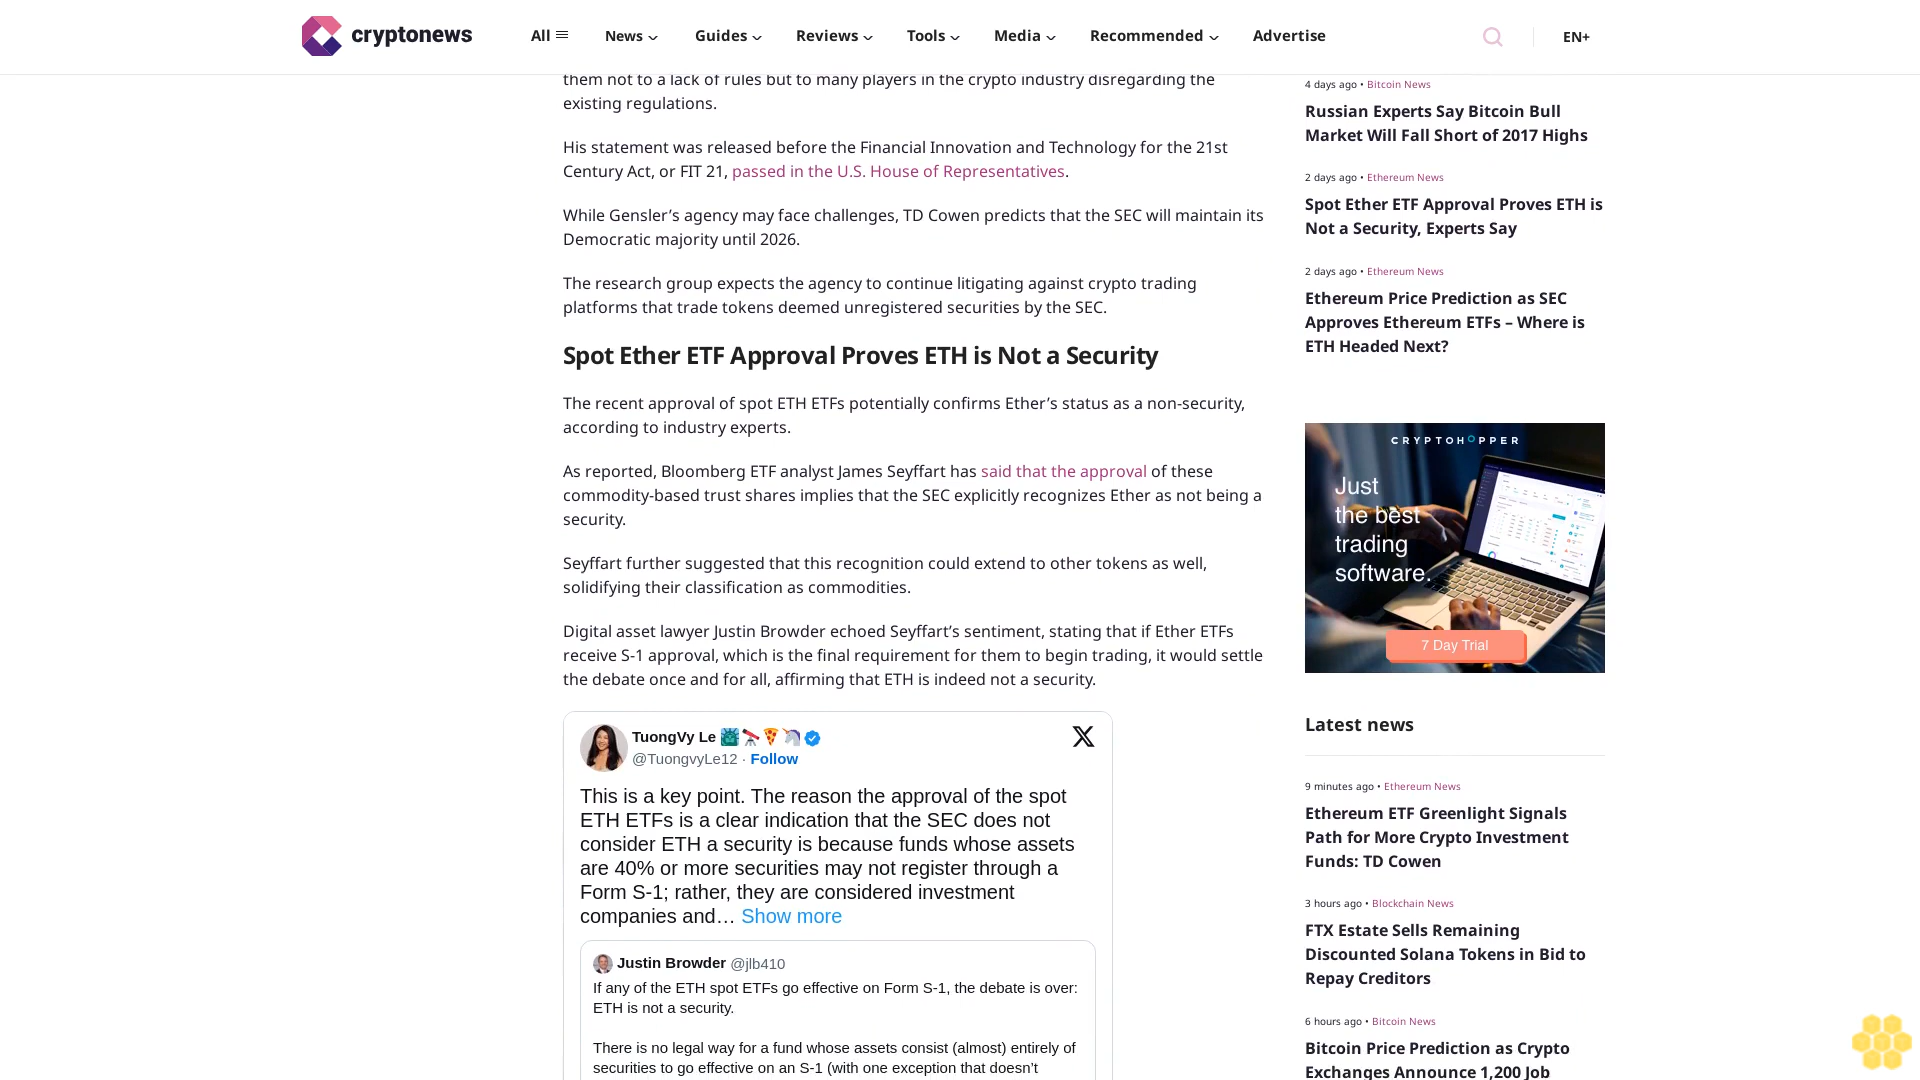 cryptonews
All
News
Guides
Reviews
Tools
Media
Recommended
Advertise
EN+
them not to a lack of rules but to many players in the crypto industry disregarding the
existing regulations.
His statement was released before the Financial Innovation and Technology for the 21st
Century Act, or FIT 21, passed in the U.S. House of Representatives.
While Gensler’s agency may face challenges, TD Cowen predicts that the SEC will maintain its
Democratic majority until 2026.
The research group expects the agency to continue litigating against crypto trading
platforms that trade tokens deemed unregistered securities by the SEC.
Spot Ether ETF Approval Proves ETH is Not a Security
The recent approval of spot ETH ETFs potentially confirms Ether’s status as a non-security,
according to industry experts.
As reported, Bloomberg ETF analyst James Seyffart has said that the approval of these
commodity-based trust shares implies that the SEC explicitly recognizes Ether as not being a
security.
Seyffart further suggested that this recognition could extend to other tokens as well,
solidifying their classification as commodities.
Digital asset lawyer Justin Browder echoed Seyffart’s sentiment, stating that if Ether ETFs
receive S-1 approval, which is the final requirement for them to begin trading, it would settle
the debate once and for all, affirming that ETH is indeed not a security.
TuongVy Le
@TuongvyLe12 · Follow
This is a key point. The reason the approval of the spot
ETH ETFs is a clear indication that the SEC does not
consider ETH a security is because funds whose assets
are 40% or more securities may not register through a
Form S-1; rather, they are considered investment
companies and… Show more
Justin Browder @jlb410
If any of the ETH spot ETFs go effective on Form S-1, the debate is over:
ETH is not a security.
There is no legal way for a fund whose assets consist (almost) entirely of
securities to go effective on an S-1 (with one exception that doesn’t
4 days ago • Bitcoin News
Russian Experts Say Bitcoin Bull
Market Will Fall Short of 2017 Highs
2 days ago • Ethereum News
Spot Ether ETF Approval Proves ETH is
Not a Security, Experts Say
2 days ago • Ethereum News
Ethereum Price Prediction as SEC
Approves Ethereum ETFs – Where is
ETH Headed Next?
CRYPTOHOPPER
Just
the best
trading
software.
7 Day Trial
Latest news
9 minutes ago • Ethereum News
Ethereum ETF Greenlight Signals
Path for More Crypto Investment
Funds: TD Cowen
3 hours ago • Blockchain News
FTX Estate Sells Remaining
Discounted Solana Tokens in Bid to
Repay Creditors
6 hours ago • Bitcoin News
Bitcoin Price Prediction as Crypto
Exchanges Announce 1,200 Job